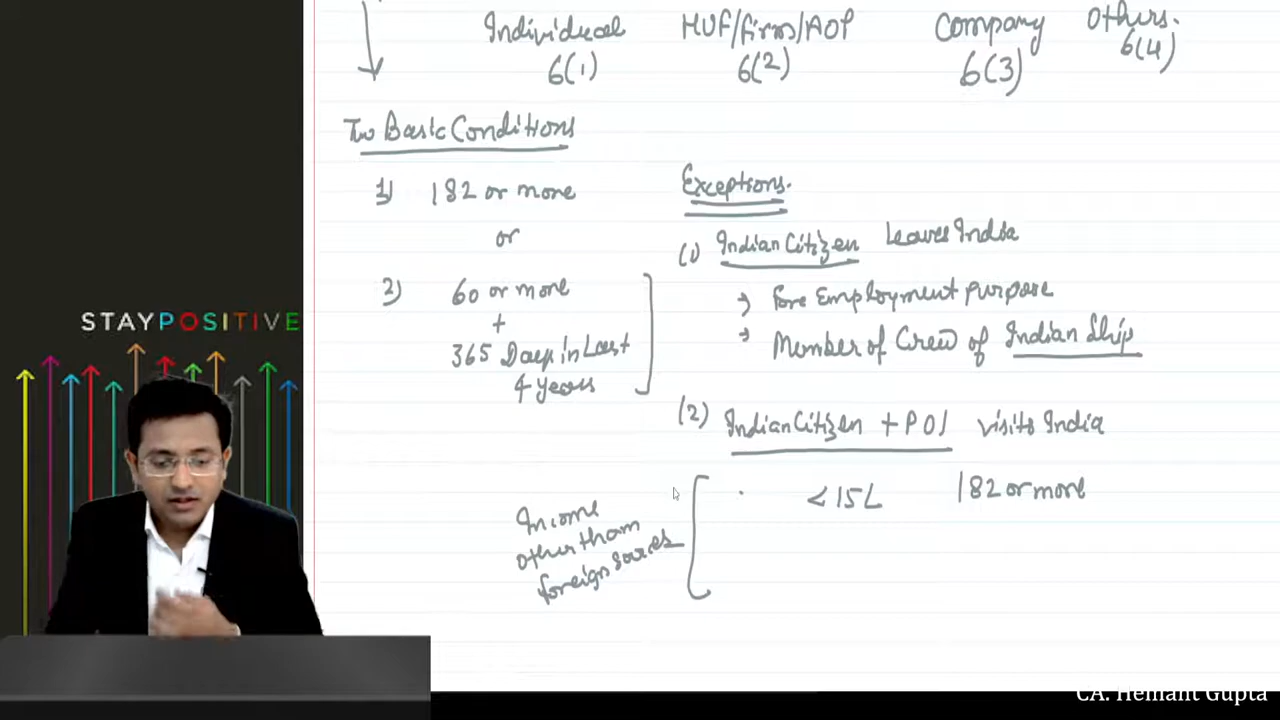 Individual HUF/firm/AOP Company Others.
6(1) 6(2) 6(3) 6(4)
Two Basic Conditions
1) 182 or more
or
2) 60 or more
+
365 Days in Last
4 years
Exceptions.
(1) Indian Citizen Leaves India
→ For Employment purpose
→ Member of Crew of Indian Ship
(2) Indian Citizen + POI visits India
Income
other than
foreign Sources
< 15L 182 or more
STAYPOSITIVE
CA. Hemant Gupta